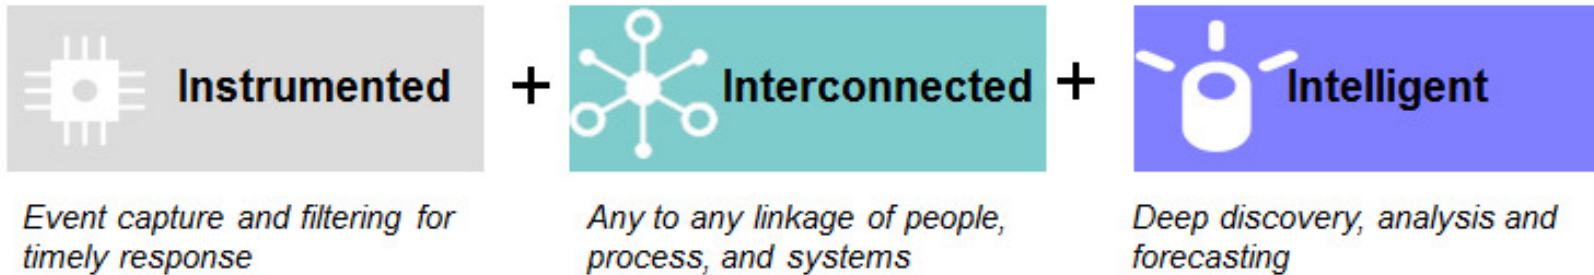 Instrumented
+
Interconnected
+
Intelligent
Event capture and filtering for
timely response
Any to any linkage of people,
process, and systems
Deep discovery, analysis and
forecasting